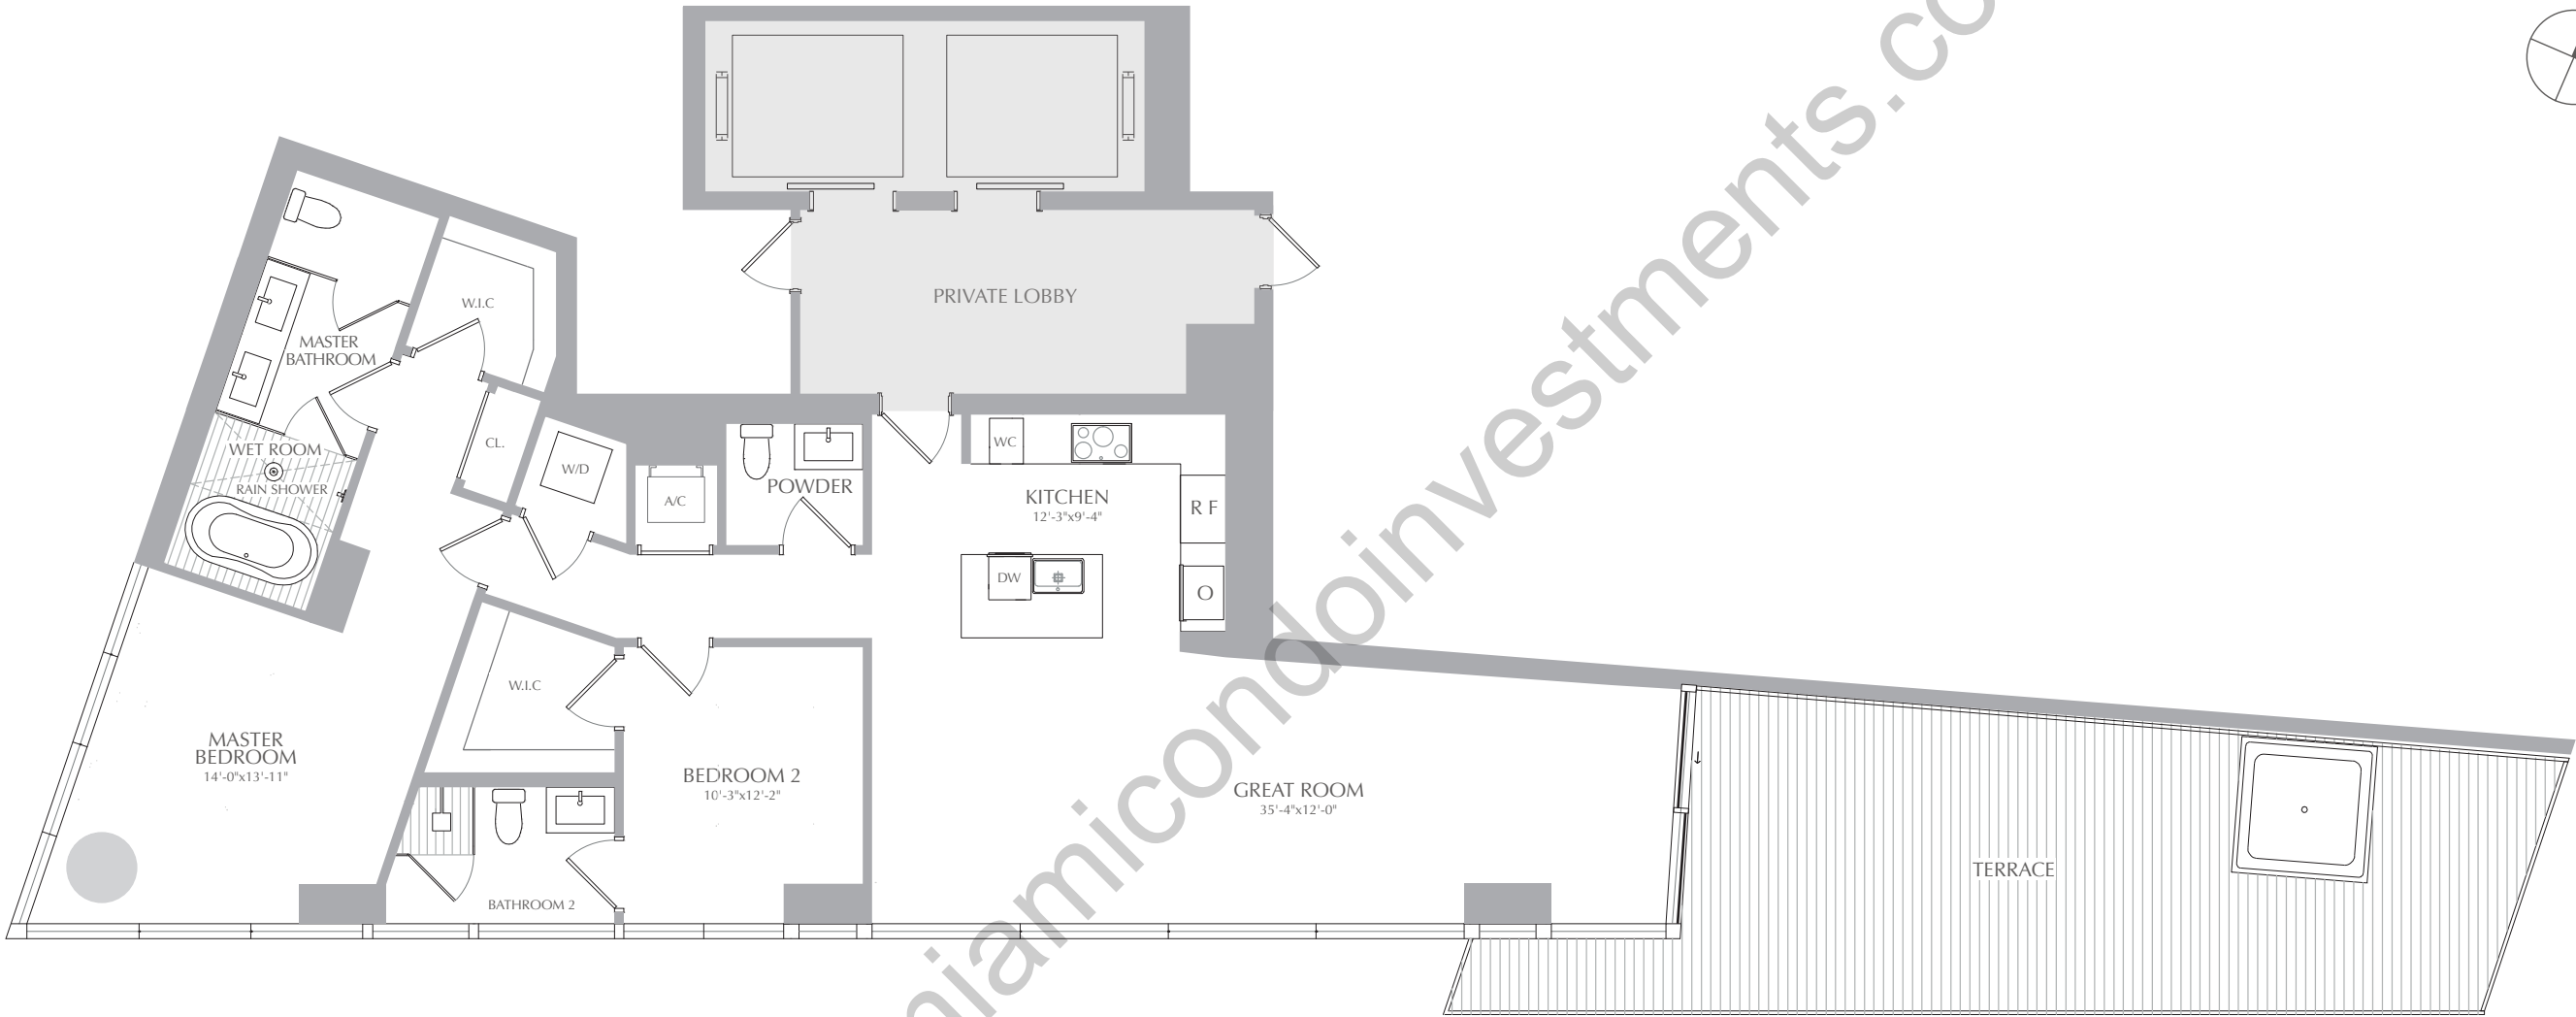 PRIVATE LOBBY
W.I.C
MASTER
BATHROOM
WET ROOM
RAIN SHOWER
CL.
W/D
A/C
POWDER
WC
KITCHEN
12'-3"x9'-4"
R F
DW
O
W.I.C
MASTER
BEDROOM
14'-0"x13'-11"
BEDROOM 2
10'-3"x12'-2"
BATHROOM 2
GREAT ROOM
35'-4"x12'-0"
TERRACE
miamicondoinvestments.co